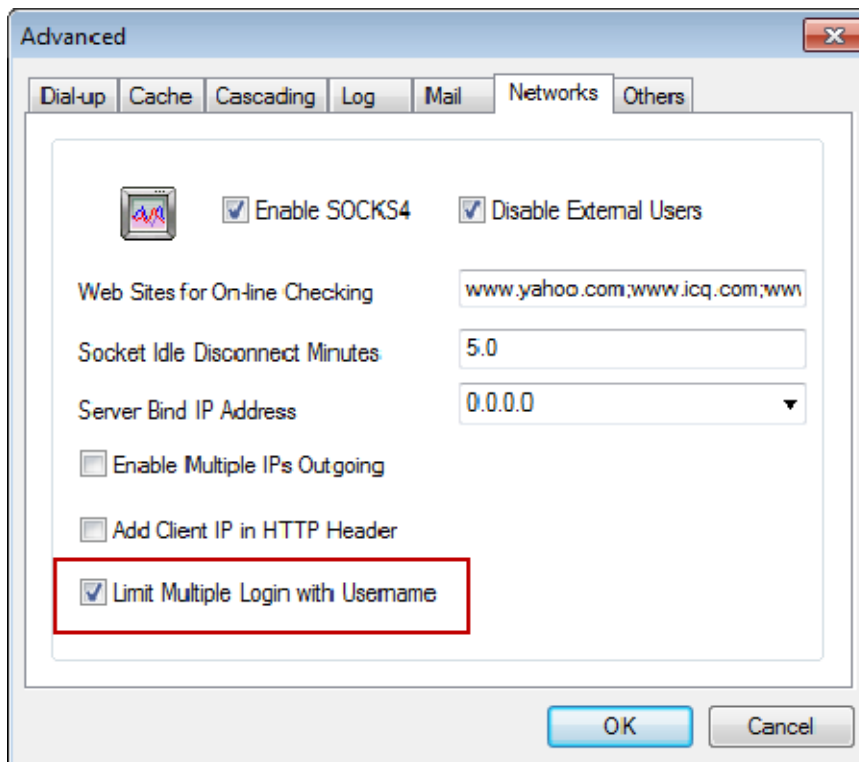 Advanced
Dial-up Cache Cascading Log Mail Networks Others
Enable SOCKS4 Disable External Users
Web Sites for On-line Checking www.yahoo.com;www.icq.com;www
Socket Idle Disconnect Minutes 5.0
Server Bind IP Address 0.0.0.0
Enable Multiple IPs Outgoing
Add Client IP in HTTP Header
Limit Multiple Login with Username
OK Cancel